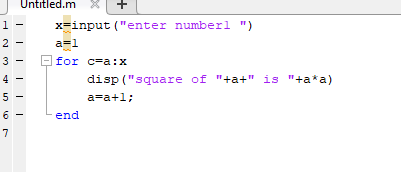 Untitled.m × +
1 − x=input("enter number1 ")
2 − a=1
3 − for c=a:x
4 − disp("square of "+a+" is "+a*a)
5 − a=a+1;
6 − end
7